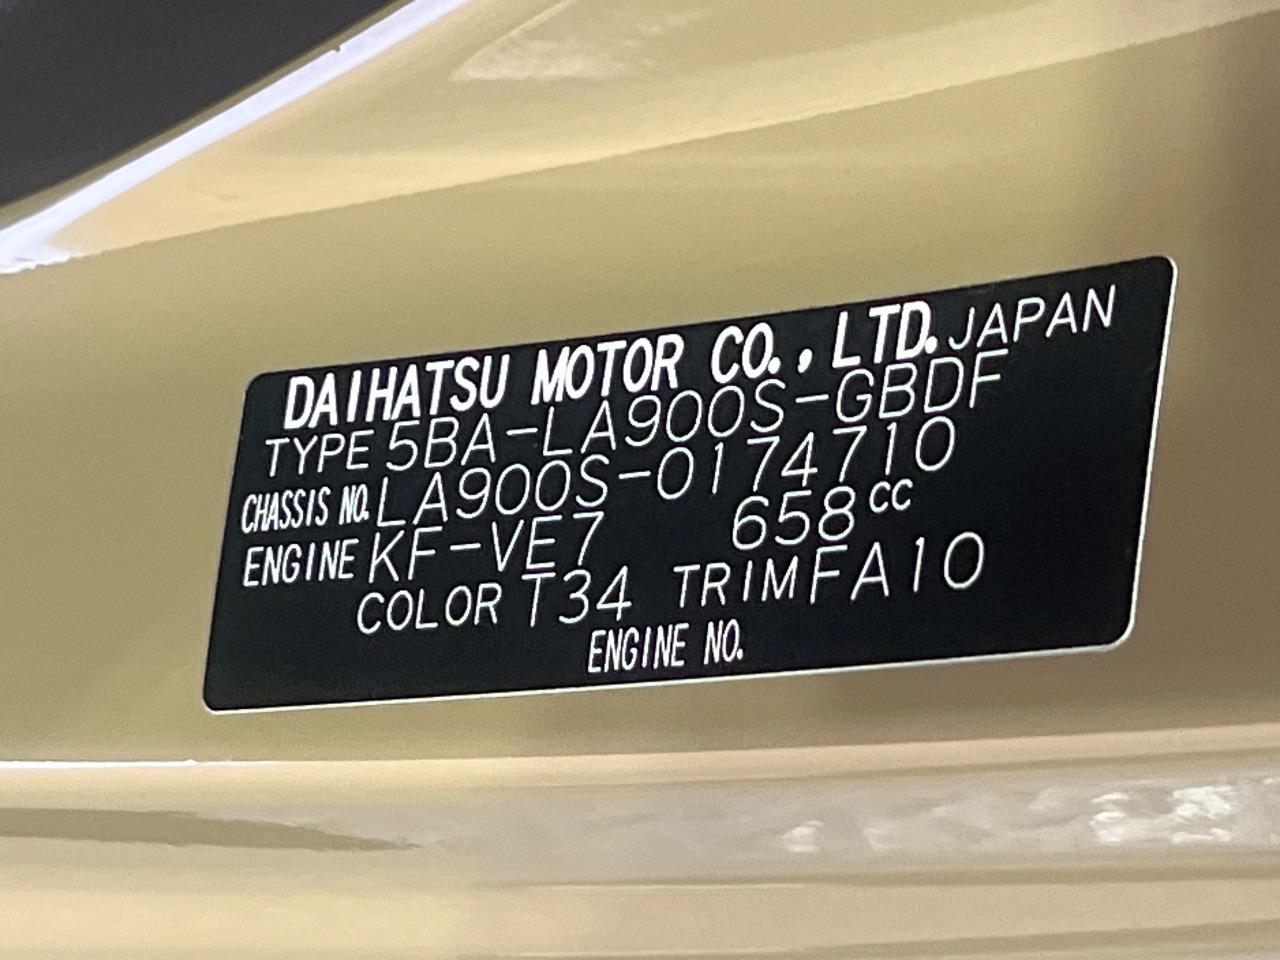 DAIHATSU MOTOR CO., LTD. JAPAN
TYPE 5BA-LA900S-GBDF
CHASSIS NO. LA900S-0174710
ENGINE KF-VE7 658cc
COLOR T34 TRIM FA10
ENGINE NO.